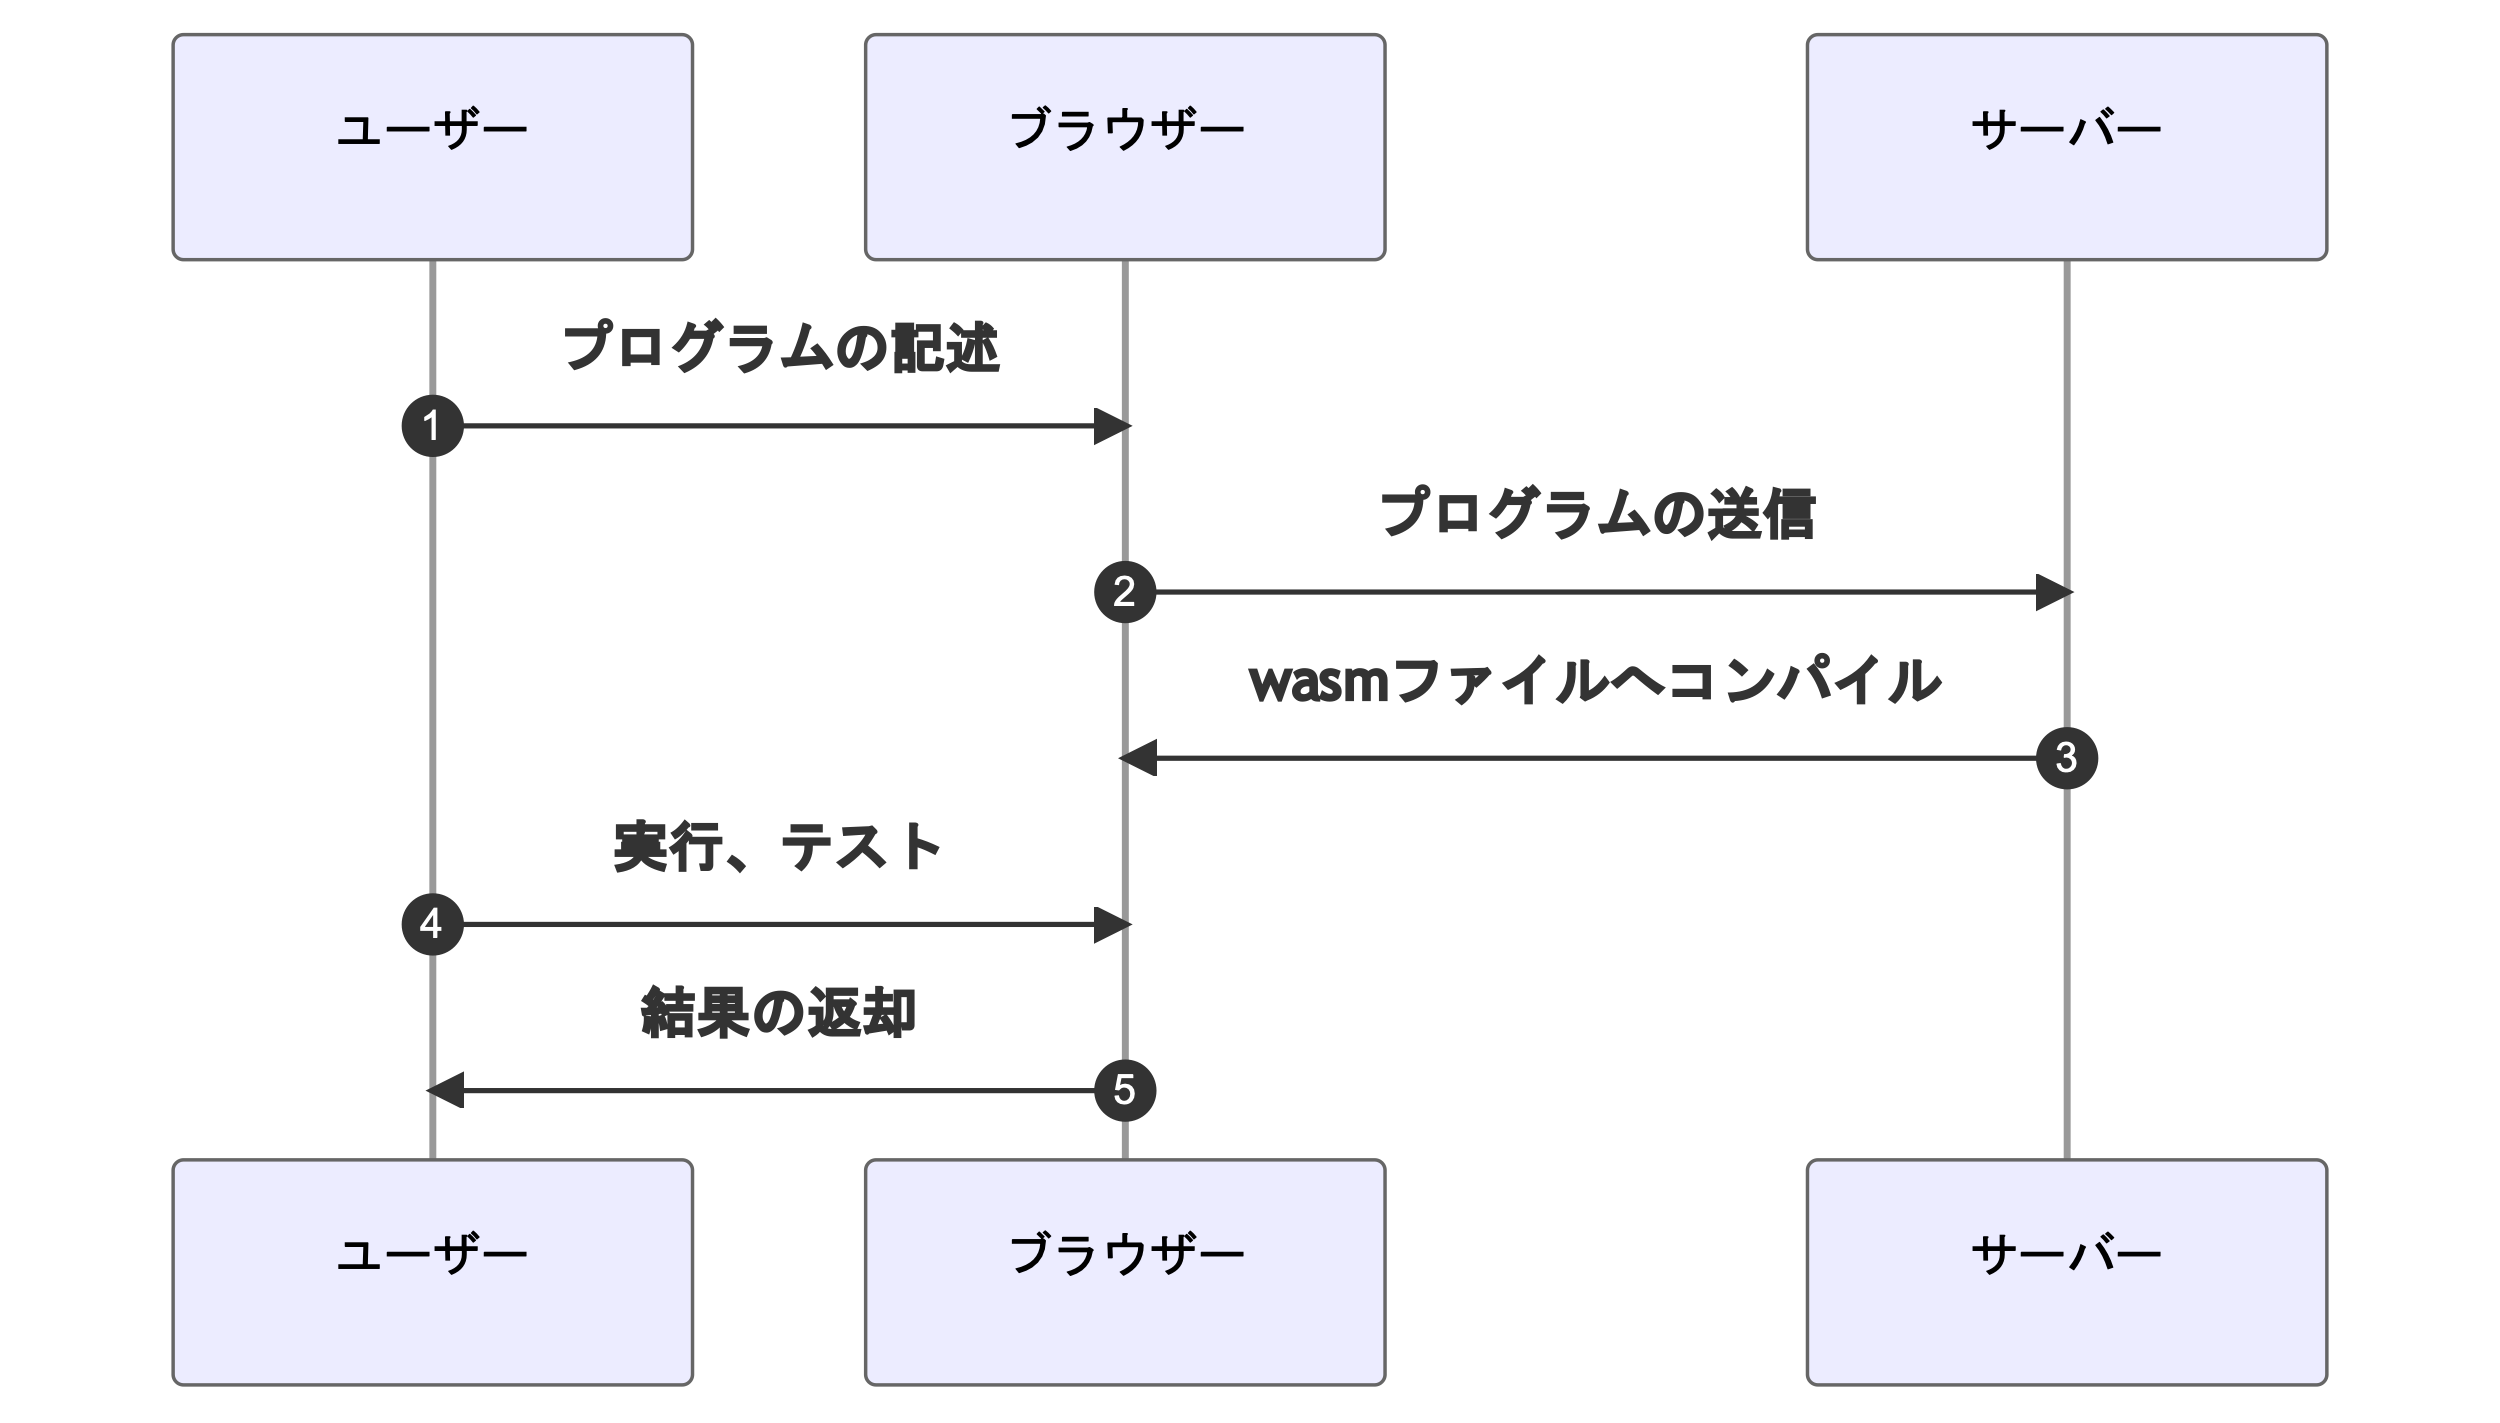 ユーザー
ブラウザー
サーバー
プログラムの記述
1
プログラムの送信
2
wasmファイルへコンパイル
3
実行、テスト
4
結果の返却
5
ユーザー
ブラウザー
サーバー